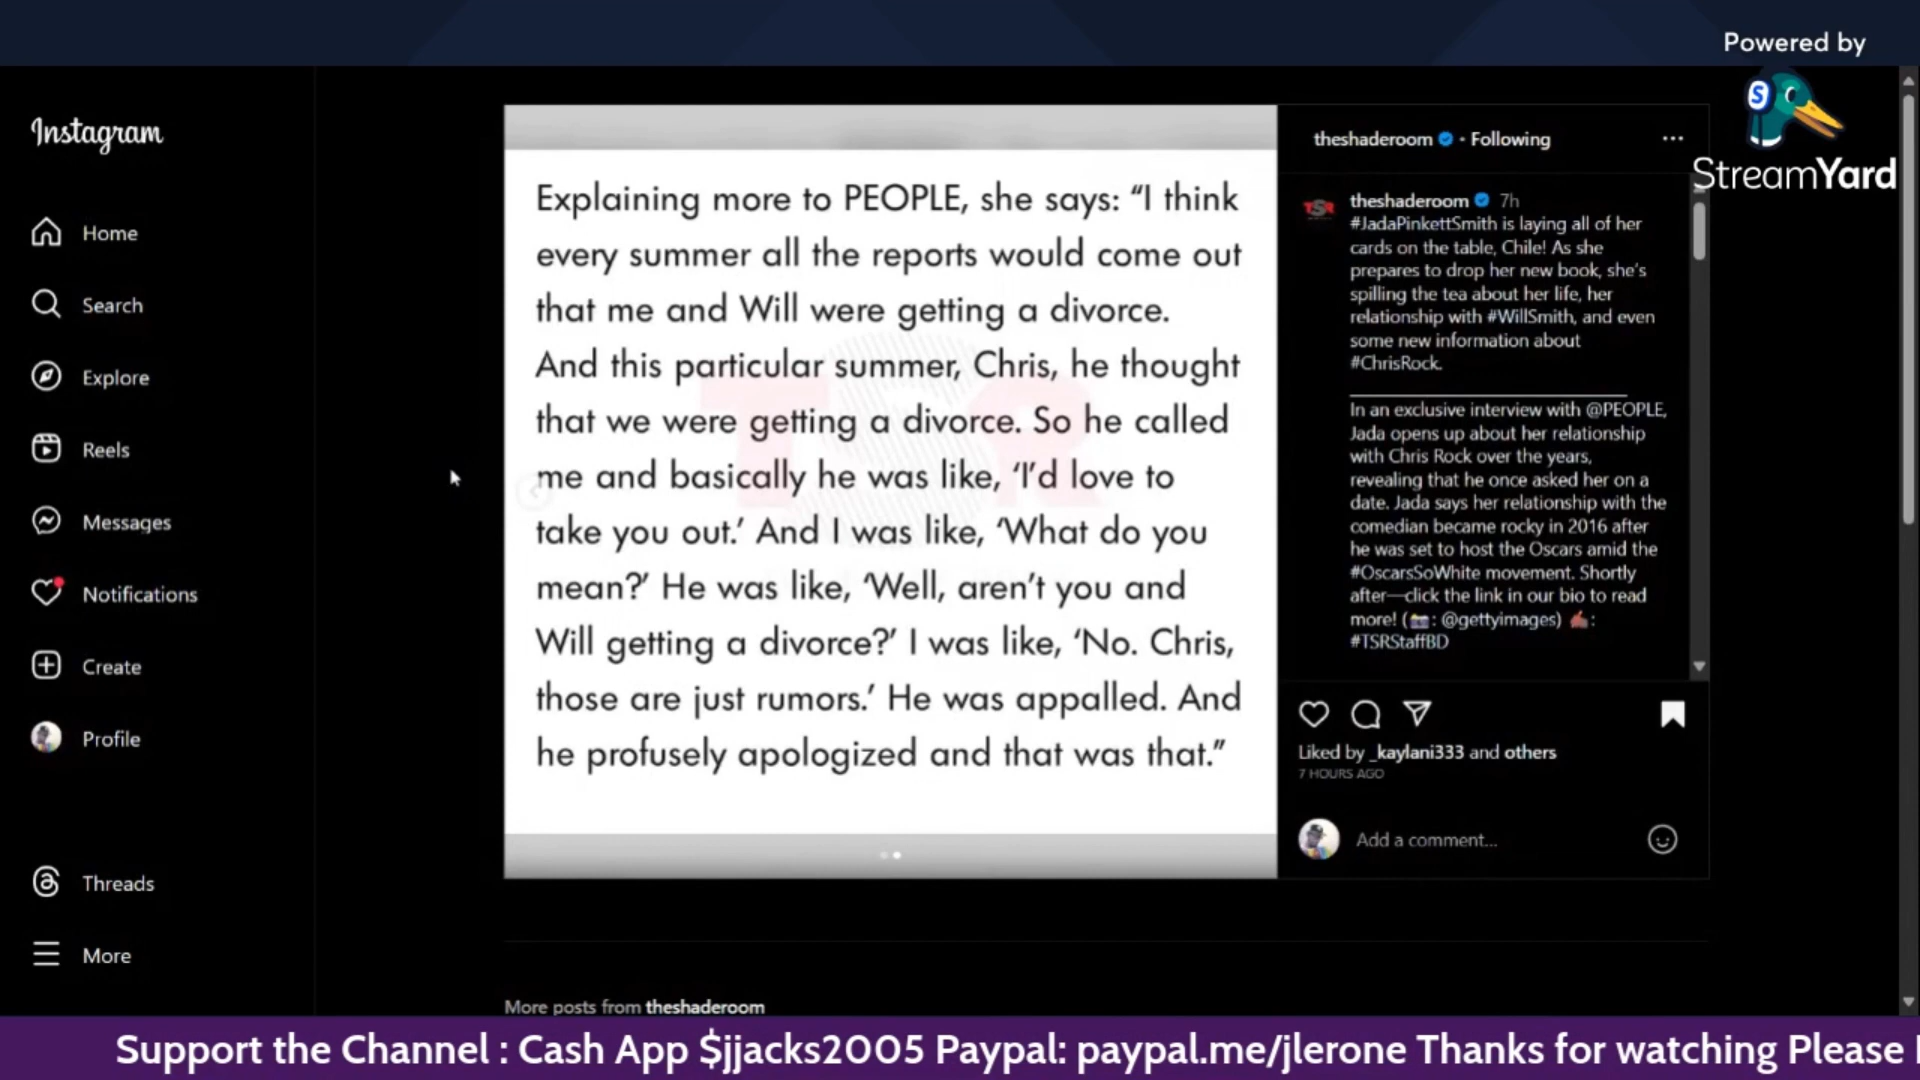 Powered by
StreamYard
Instagram
Home
Search
Explore
Reels
Messages
Notifications
Create
Profile
Threads
More
Explaining more to PEOPLE, she says: “I think
every summer all the reports would come out
that me and Will were getting a divorce.
And this particular summer, Chris, he thought
that we were getting a divorce. So he called
me and basically he was like, ‘I’d love to
take you out.’ And I was like, ‘What do you
mean?’ He was like, ‘Well, aren’t you and
Will getting a divorce?’ I was like, ‘No. Chris,
those are just rumors.’ He was appalled. And
he profusely apologized and that was that.”
TSR
theshaderoom • Following
TSR
theshaderoom 7h
#JadaPinkettSmith is laying all of her
cards on the table, Chile! As she
prepares to drop her new book, she's
spilling the tea about her life, her
relationship with #WillSmith, and even
some new information about
#ChrisRock.
In an exclusive interview with @PEOPLE,
Jada opens up about her relationship
with Chris Rock over the years,
revealing that he once asked her on a
date. Jada says her relationship with the
comedian became rocky in 2016 after
he was set to host the Oscars amid the
#OscarsSoWhite movement. Shortly
after—click the link in our bio to read
more! (📸: @gettyimages) ✍🏾:
#TSRStaffBD
Liked by _kaylani333 and others
7 HOURS AGO
Add a comment...
More posts from theshaderoom
Support the Channel : Cash App $jjacks2005 Paypal: paypal.me/jlerone Thanks for watching Please